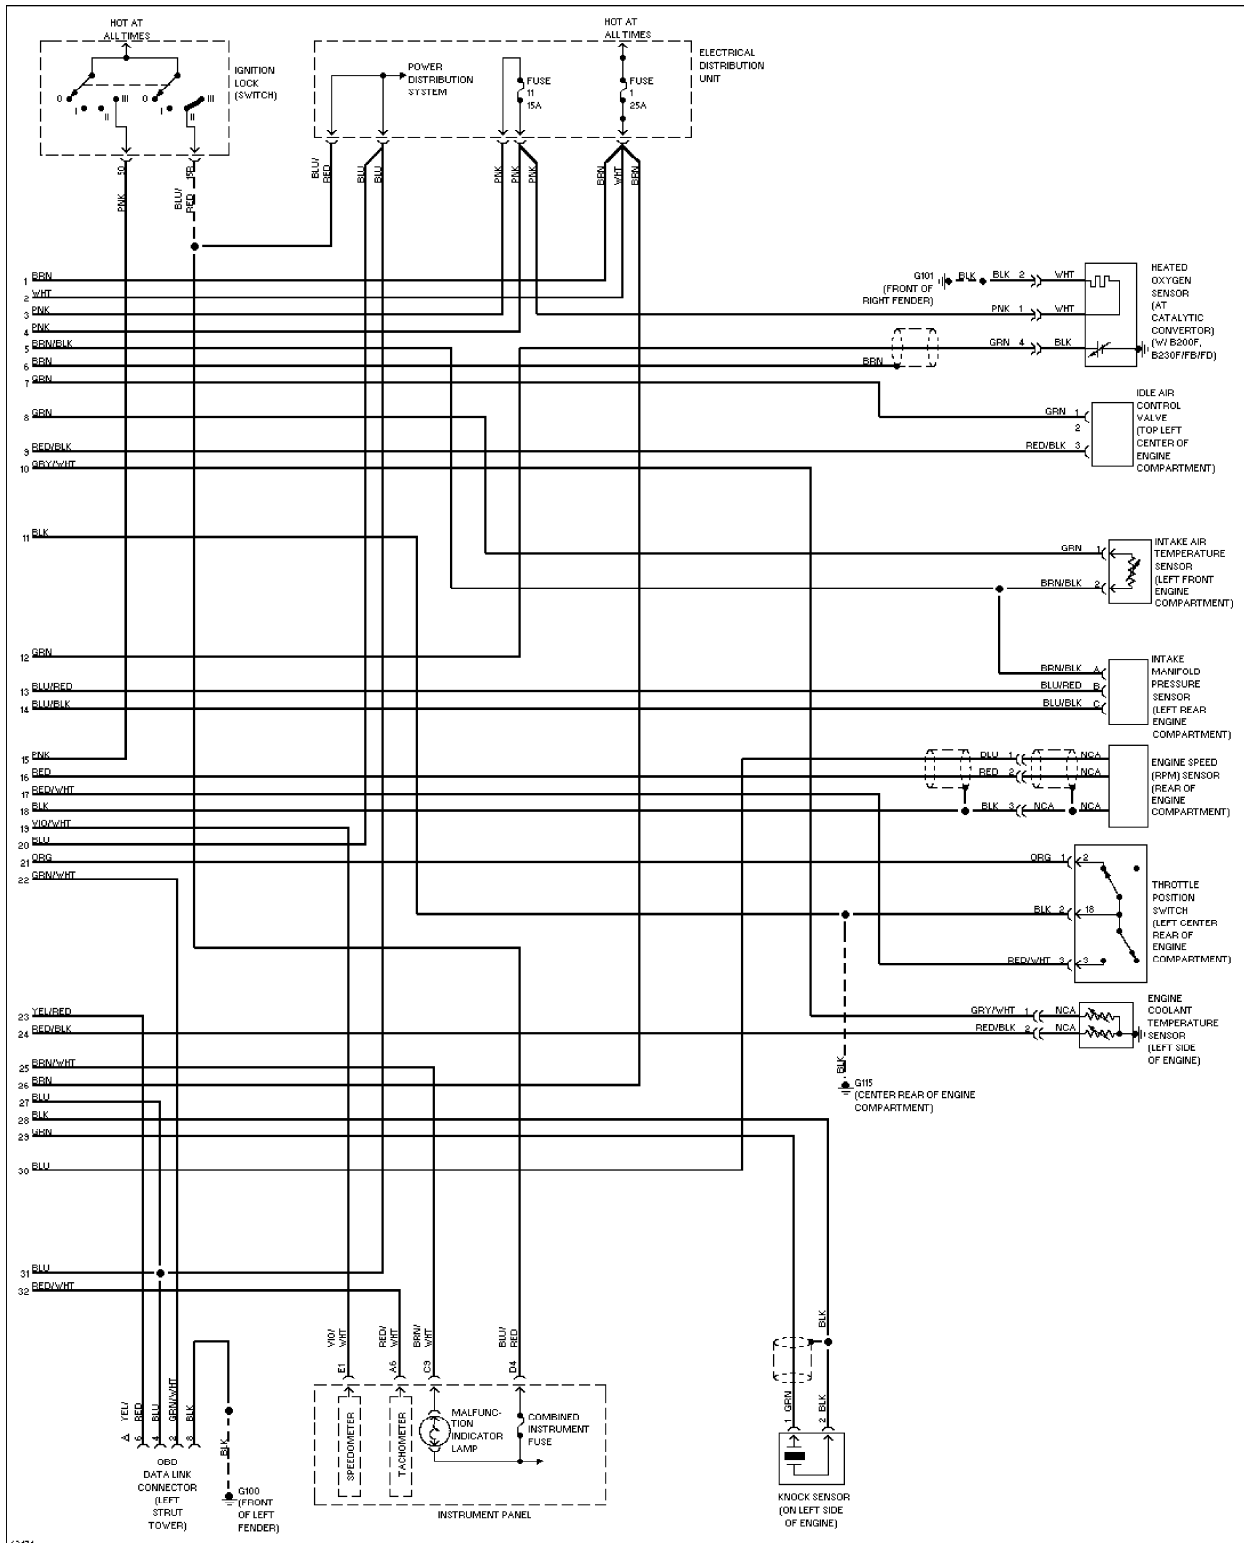 HOT AT
ALL TIMES
IGNITION
LOCK
(SWITCH)
0
I
II
III
0
I
II
III
50
PNK
BLU/
RED
POWER
DISTRIBUTION
SYSTEM
FUSE
11
15A
HOT AT
ALL TIMES
FUSE
1
25A
ELECTRICAL
DISTRIBUTION
UNIT
BLU/
RED
BLU
BLU
PNK
PNK
PNK
BRN
WHT
BRN
1 BRN
2 WHT
3 PNK
4 PNK
5 BRN/BLK
6 BRN
7 GRN
8 GRN
9 RED/BLK
10 GRY/WHT
11 BLK
12 GRN
13 BLU/RED
14 BLU/BLK
15 PNK
16 RED
17 RED/WHT
18 BLK
19 VIO/WHT
20 BLU
21 ORG
22 GRN/WHT
23 YEL/RED
24 RED/BLK
25 BRN/WHT
26 BRN
27 BLU
28 BLK
29 GRN
30 BLU
31 BLU
32 RED/WHT
G101
(FRONT OF
RIGHT FENDER)
BLK
BLK 2 WHT
PNK 1 WHT
GRN 4 BLK
BRN
HEATED
OXYGEN
SENSOR
(AT
CATALYTIC
CONVERTOR)
(W/ B200F,
B230F/FB/FD)
GRN 1
2
RED/BLK 3
IDLE AIR
CONTROL
VALVE
(TOP LEFT
CENTER OF
ENGINE
COMPARTMENT)
GRN 1
BRN/BLK 2
INTAKE AIR
TEMPERATURE
SENSOR
(LEFT FRONT
ENGINE
COMPARTMENT)
BRN/BLK A
BLU/RED B
BLU/BLK C
INTAKE
MANIFOLD
PRESSURE
SENSOR
(LEFT REAR
ENGINE
COMPARTMENT)
BLU 1 NCA
RED 2 NCA
BLK 3 NCA NCA
ENGINE SPEED
(RPM) SENSOR
(REAR OF
ENGINE
COMPARTMENT)
ORG 1 2
BLK 2 18
RED/WHT 3 3
THROTTLE
POSITION
SWITCH
(LEFT CENTER
REAR OF
ENGINE
COMPARTMENT)
GRY/WHT 1 NCA
RED/BLK 2 NCA
ENGINE
COOLANT
TEMPERATURE
SENSOR
(LEFT SIDE
OF ENGINE)
BLK
G115
(CENTER REAR OF ENGINE
COMPARTMENT)
A
YEL/
RED
6
BLU
4
GRN/WHT
2
BLK
8
OBD
DATA LINK
CONNECTOR
(LEFT
STRUT
TOWER)
BLK
G100
(FRONT
OF LEFT
FENDER)
VIO/
WHT
E1
RED/
WHT
A6
BRN/
WHT
C9
BLU/
RED
D4
SPEEDOMETER
TACHOMETER
MALFUNC-
TION
INDICATOR
LAMP
COMBINED
INSTRUMENT
FUSE
INSTRUMENT PANEL
BLK
1 GRN
2 BLK
KNOCK SENSOR
(ON LEFT SIDE
OF ENGINE)